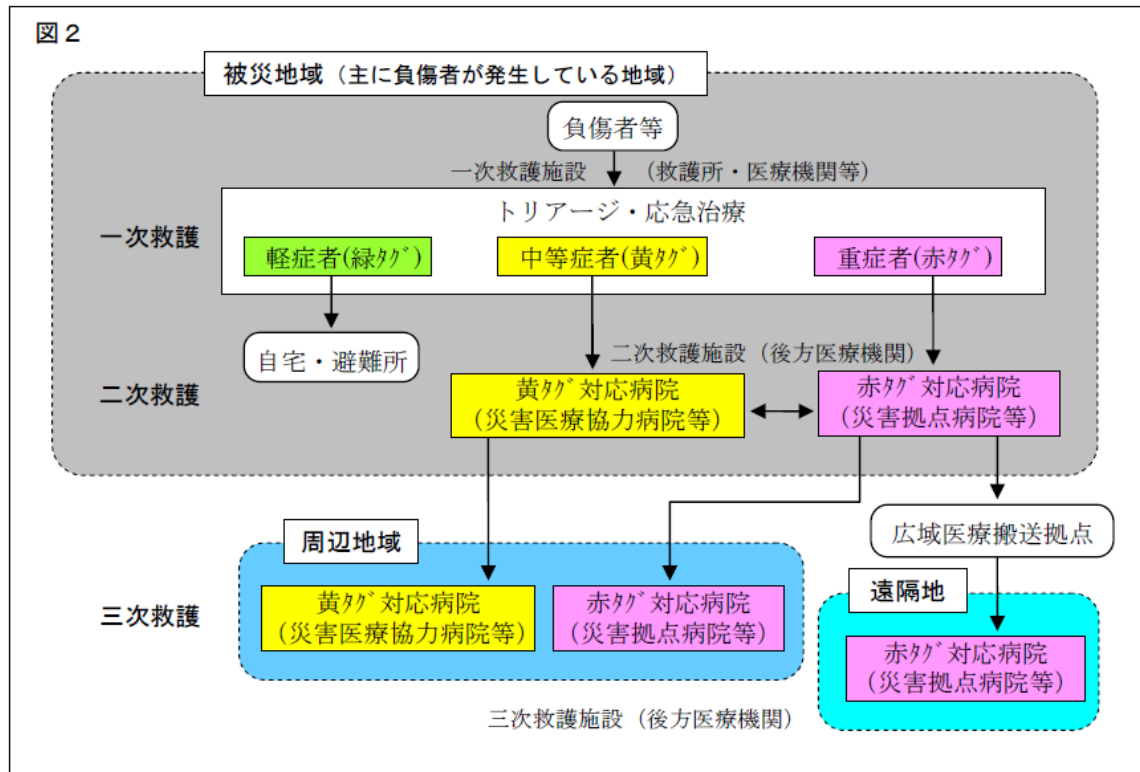 図2
被災地域(主に負傷者が発生している地域)
負傷者等
一次救護施設 (救護所・医療機関等)
トリアージ・応急治療
一次救護
軽症者(緑ﾀｸﾞ)
中等症者(黄ﾀｸﾞ)
重症者(赤ﾀｸﾞ)
自宅・避難所
二次救護施設(後方医療機関)
二次救護
黄ﾀｸﾞ対応病院
(災害医療協力病院等)
赤ﾀｸﾞ対応病院
(災害拠点病院等)
広域医療搬送拠点
周辺地域
遠隔地
三次救護
黄ﾀｸﾞ対応病院
(災害医療協力病院等)
赤ﾀｸﾞ対応病院
(災害拠点病院等)
赤ﾀｸﾞ対応病院
(災害拠点病院等)
三次救護施設(後方医療機関)